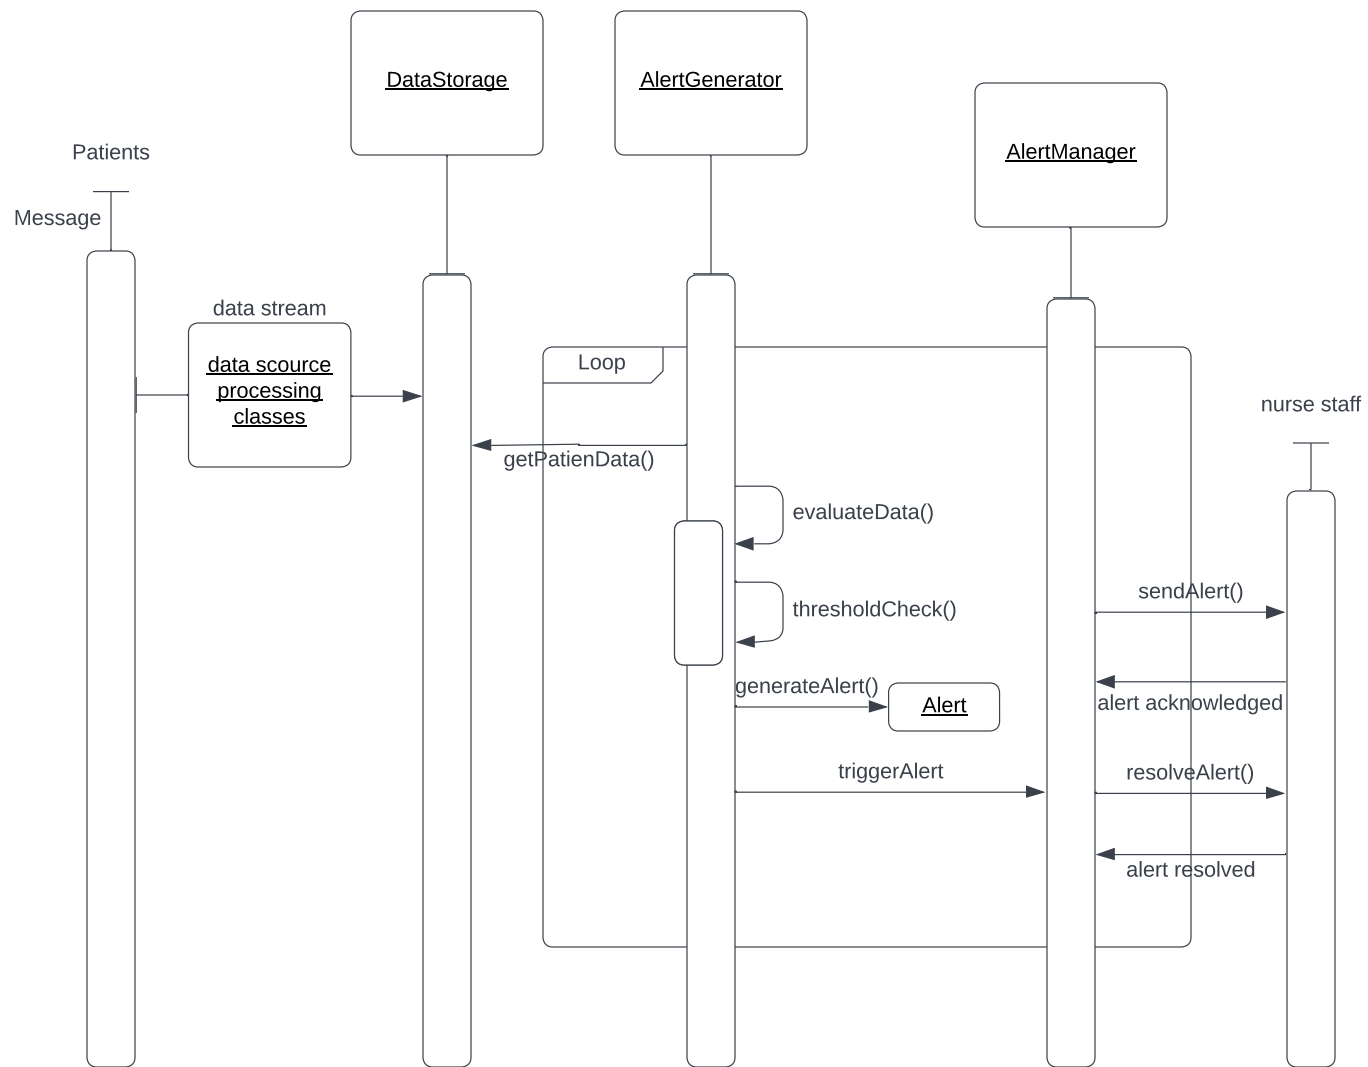 DataStorage
AlertGenerator
AlertManager
Patients
Message
data stream
data scource
processing
classes
Loop
nurse staff
getPatienData()
evaluateData()
sendAlert()
thresholdCheck()
generateAlert()
Alert
alert acknowledged
triggerAlert
resolveAlert()
alert resolved